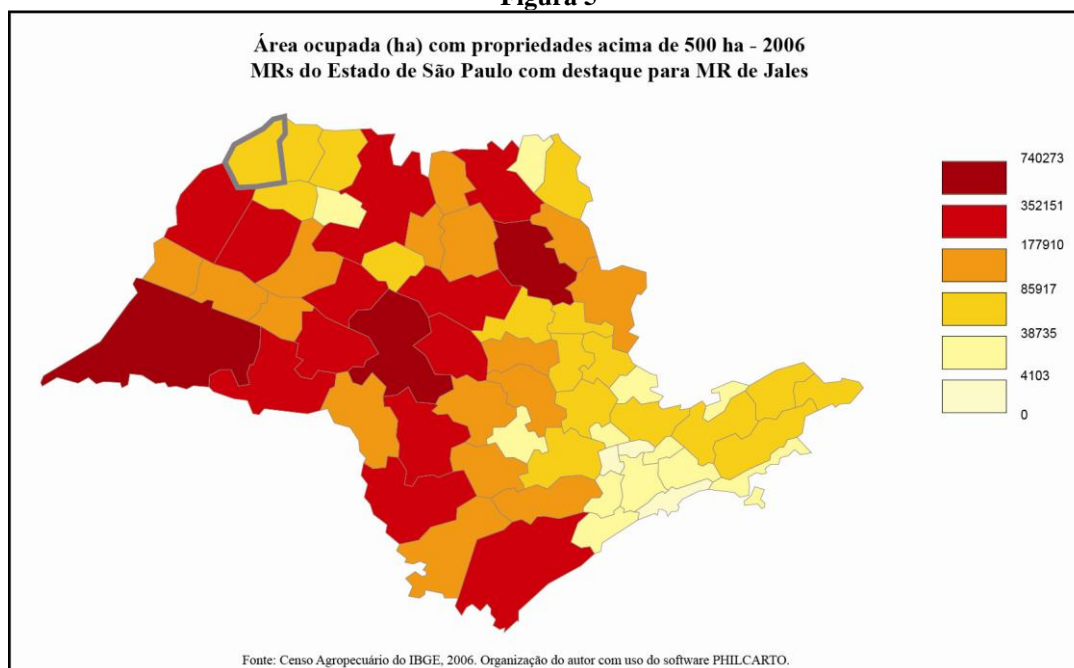 Figura 5
Área ocupada (ha) com propriedades acima de 500 ha - 2006
MRs do Estado de São Paulo com destaque para MR de Jales
740273
352151
177910
85917
38735
4103
0
Fonte: Censo Agropecuário do IBGE, 2006. Organização do autor com uso do software PHILCARTO.